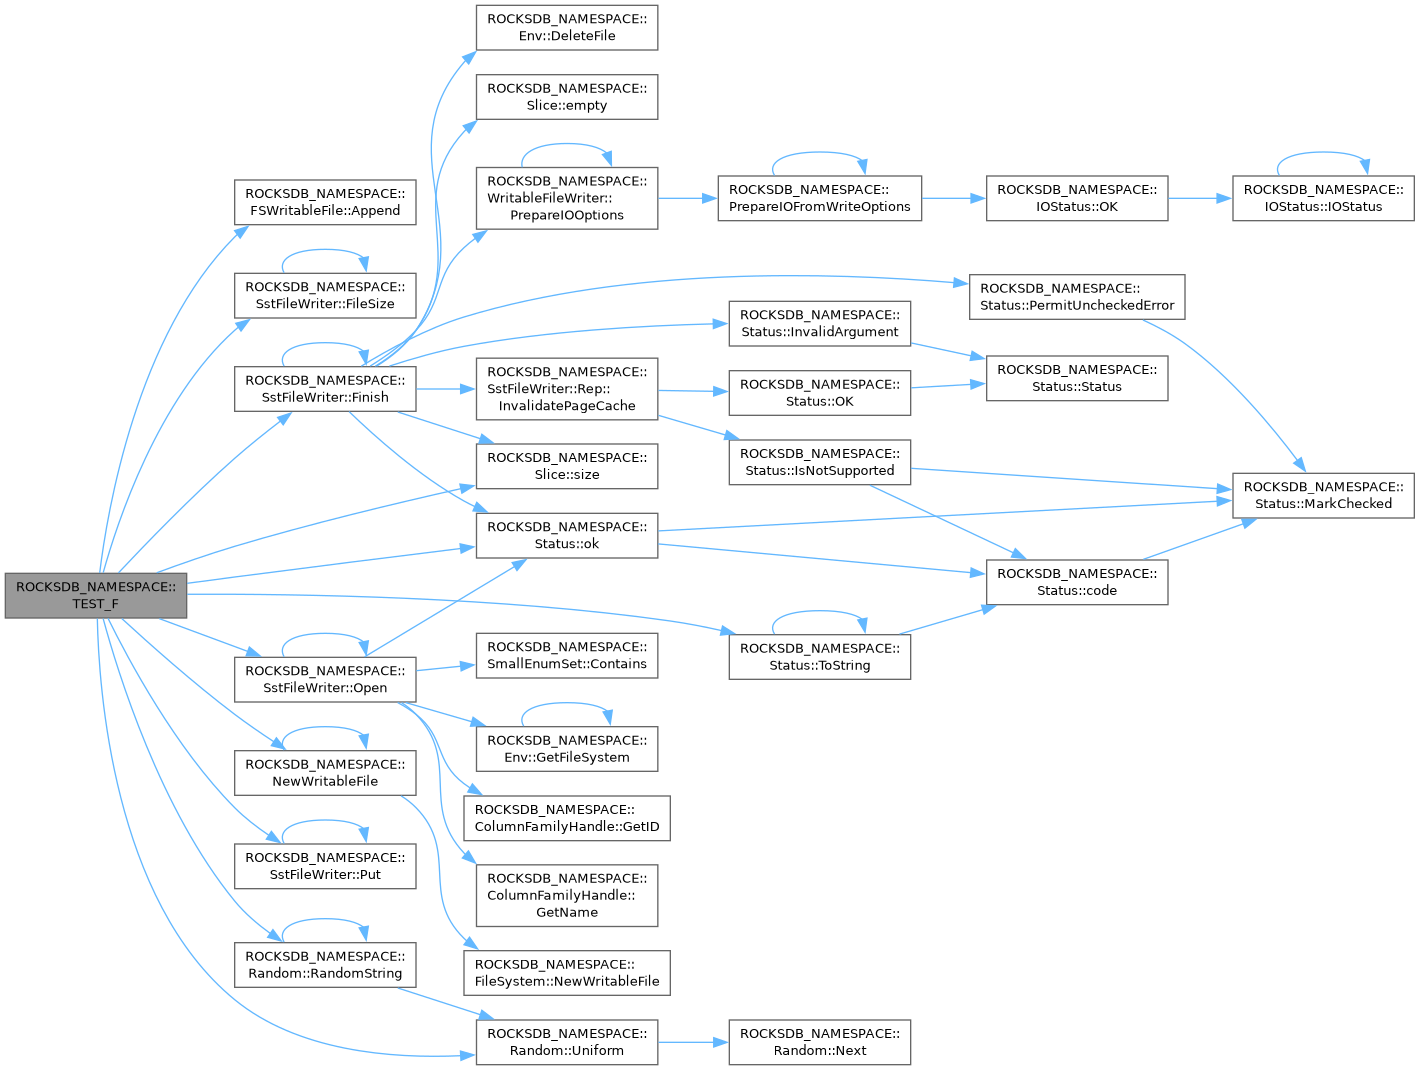 ROCKSDB_NAMESPACE::
TEST_F
ROCKSDB_NAMESPACE::
FSWritableFile::Append
ROCKSDB_NAMESPACE::
SstFileWriter::FileSize
ROCKSDB_NAMESPACE::
SstFileWriter::Finish
ROCKSDB_NAMESPACE::
SstFileWriter::Open
ROCKSDB_NAMESPACE::
NewWritableFile
ROCKSDB_NAMESPACE::
SstFileWriter::Put
ROCKSDB_NAMESPACE::
Random::RandomString
ROCKSDB_NAMESPACE::
Env::DeleteFile
ROCKSDB_NAMESPACE::
Slice::empty
ROCKSDB_NAMESPACE::
WritableFileWriter::
PrepareIOOptions
ROCKSDB_NAMESPACE::
SstFileWriter::Rep::
InvalidatePageCache
ROCKSDB_NAMESPACE::
Slice::size
ROCKSDB_NAMESPACE::
Status::ok
ROCKSDB_NAMESPACE::
SmallEnumSet::Contains
ROCKSDB_NAMESPACE::
Env::GetFileSystem
ROCKSDB_NAMESPACE::
ColumnFamilyHandle::GetID
ROCKSDB_NAMESPACE::
ColumnFamilyHandle::
GetName
ROCKSDB_NAMESPACE::
FileSystem::NewWritableFile
ROCKSDB_NAMESPACE::
Random::Uniform
ROCKSDB_NAMESPACE::
PrepareIOFromWriteOptions
ROCKSDB_NAMESPACE::
Status::InvalidArgument
ROCKSDB_NAMESPACE::
Status::OK
ROCKSDB_NAMESPACE::
Status::IsNotSupported
ROCKSDB_NAMESPACE::
Status::ToString
ROCKSDB_NAMESPACE::
Random::Next
ROCKSDB_NAMESPACE::
IOStatus::OK
ROCKSDB_NAMESPACE::
Status::PermitUncheckedError
ROCKSDB_NAMESPACE::
Status::Status
ROCKSDB_NAMESPACE::
Status::code
ROCKSDB_NAMESPACE::
IOStatus::IOStatus
ROCKSDB_NAMESPACE::
Status::MarkChecked